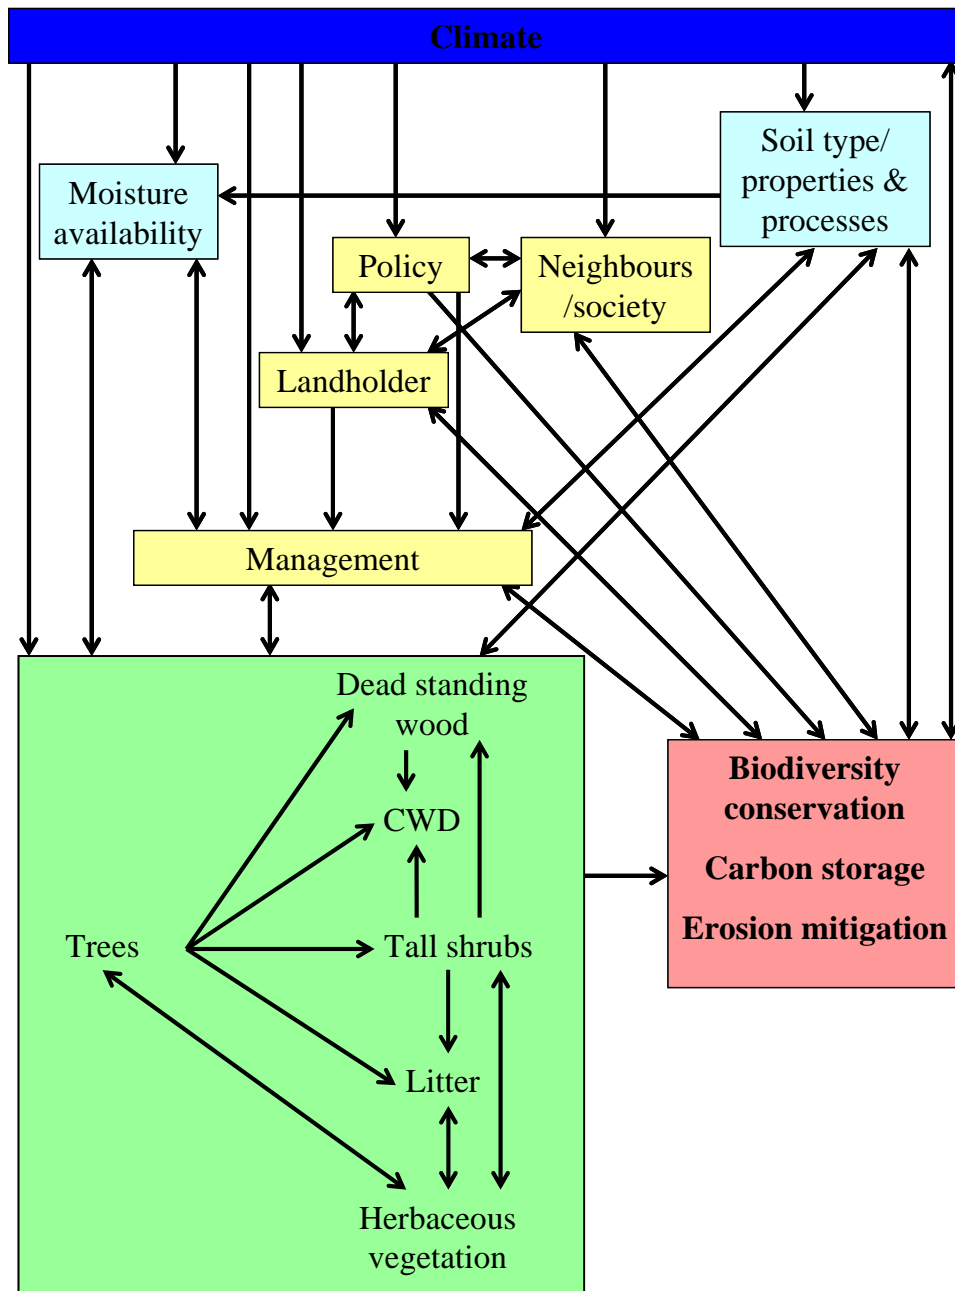 Climate
Soil type/
properties &
processes
Moisture
availability
Policy
Neighbours
/society
Landholder
Management
Dead standing
wood
CWD
Trees
Tall shrubs
Litter
Herbaceous
vegetation
Biodiversity
conservation
Carbon storage
Erosion mitigation